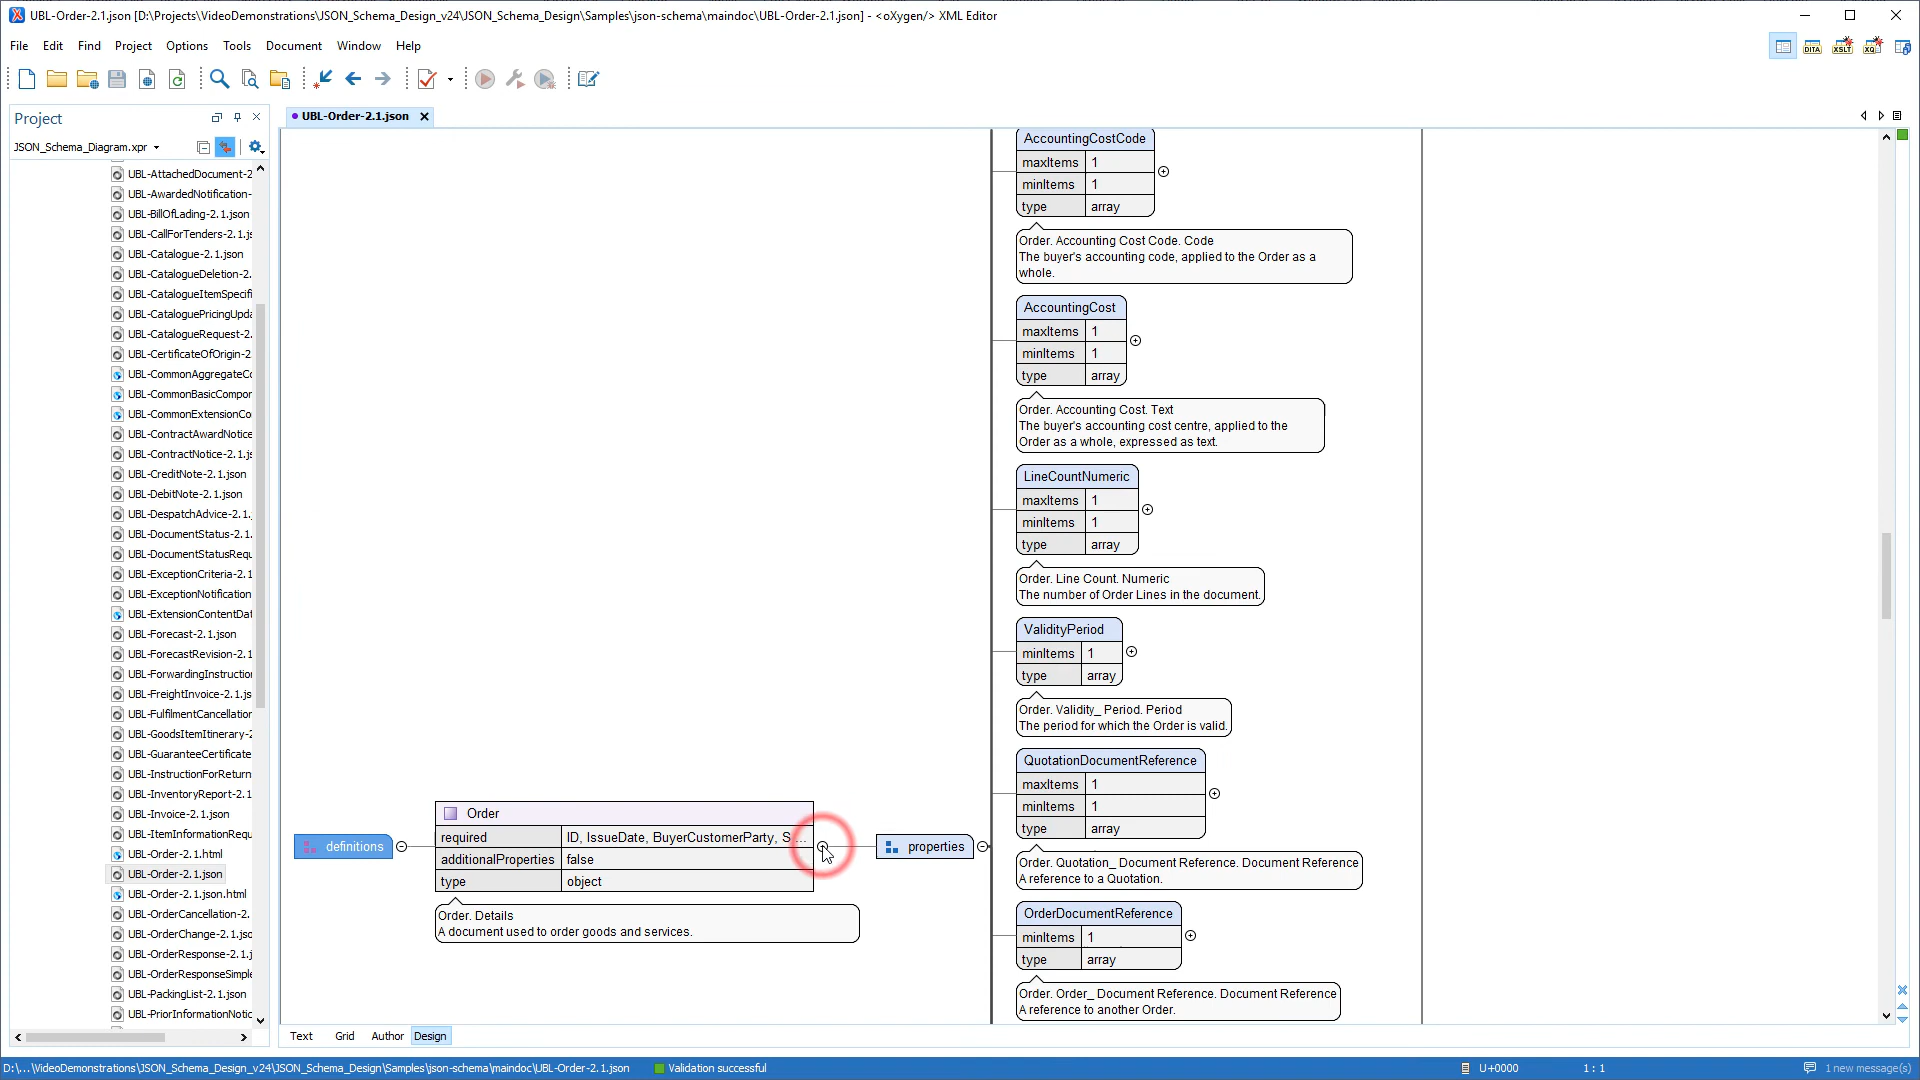 UBL-Order-2.1.json [D:\Projects\VideoDemonstrations\JSON_Schema_Design_v24\JSON_Schema_Design\Samples\json-schema\maindoc\UBL-Order-2.1.json] - <oXygen/> XML Editor
File Edit Find Project Options Tools Document Window Help
DITA XSLT XQ
Project
JSON_Schema_Diagram.xpr
UBL-AttachedDocument-2
UBL-AwardedNotification-
UBL-BillOfLading-2.1.json
UBL-CallForTenders-2.1.js
UBL-Catalogue-2.1.json
UBL-CatalogueDeletion-2.
UBL-CatalogueItemSpecifi
UBL-CataloguePricingUpda
UBL-CatalogueRequest-2.
UBL-CertificateOfOrigin-2
UBL-CommonAggregateCo
UBL-CommonBasicCompor
UBL-CommonExtensionCo
UBL-ContractAwardNotice
UBL-ContractNotice-2.1.js
UBL-CreditNote-2.1.json
UBL-DebitNote-2.1.json
UBL-DespatchAdvice-2.1.
UBL-DocumentStatus-2.1.
UBL-DocumentStatusRequ
UBL-ExceptionCriteria-2.1
UBL-ExceptionNotification
UBL-ExtensionContentDat
UBL-Forecast-2.1.json
UBL-ForecastRevision-2.1
UBL-ForwardingInstruction
UBL-FreightInvoice-2.1.js
UBL-FulfilmentCancellation
UBL-GoodsItemItinerary-2
UBL-GuaranteeCertificate
UBL-InstructionForReturn
UBL-InventoryReport-2.1
UBL-Invoice-2.1.json
UBL-ItemInformationRequ
UBL-Order-2.1.html
UBL-Order-2.1.json
UBL-Order-2.1.json.html
UBL-OrderCancellation-2.
UBL-OrderChange-2.1.jso
UBL-OrderResponse-2.1.j
UBL-OrderResponseSimple
UBL-PackingList-2.1.json
UBL-PriorInformationNotic
UBL-Order-2.1.json
definitions
Order
required ID, IssueDate, BuyerCustomerParty, S ...
additionalProperties false
type object
Order. Details
A document used to order goods and services.
properties
AccountingCostCode
maxItems 1
minItems 1
type array
Order. Accounting Cost Code. Code
The buyer's accounting code, applied to the Order as a
whole.
AccountingCost
maxItems 1
minItems 1
type array
Order. Accounting Cost. Text
The buyer's accounting cost centre, applied to the
Order as a whole, expressed as text.
LineCountNumeric
maxItems 1
minItems 1
type array
Order. Line Count. Numeric
The number of Order Lines in the document.
ValidityPeriod
minItems 1
type array
Order. Validity_ Period. Period
The period for which the Order is valid.
QuotationDocumentReference
maxItems 1
minItems 1
type array
Order. Quotation_ Document Reference. Document Reference
A reference to a Quotation.
OrderDocumentReference
minItems 1
type array
Order. Order_ Document Reference. Document Reference
A reference to another Order.
Text Grid Author Design
D:\...\VideoDemonstrations\JSON_Schema_Design_v24\JSON_Schema_Design\Samples\json-schema\maindoc\UBL-Order-2.1.json Validation successful U+0000 1 : 1 1 new message(s)